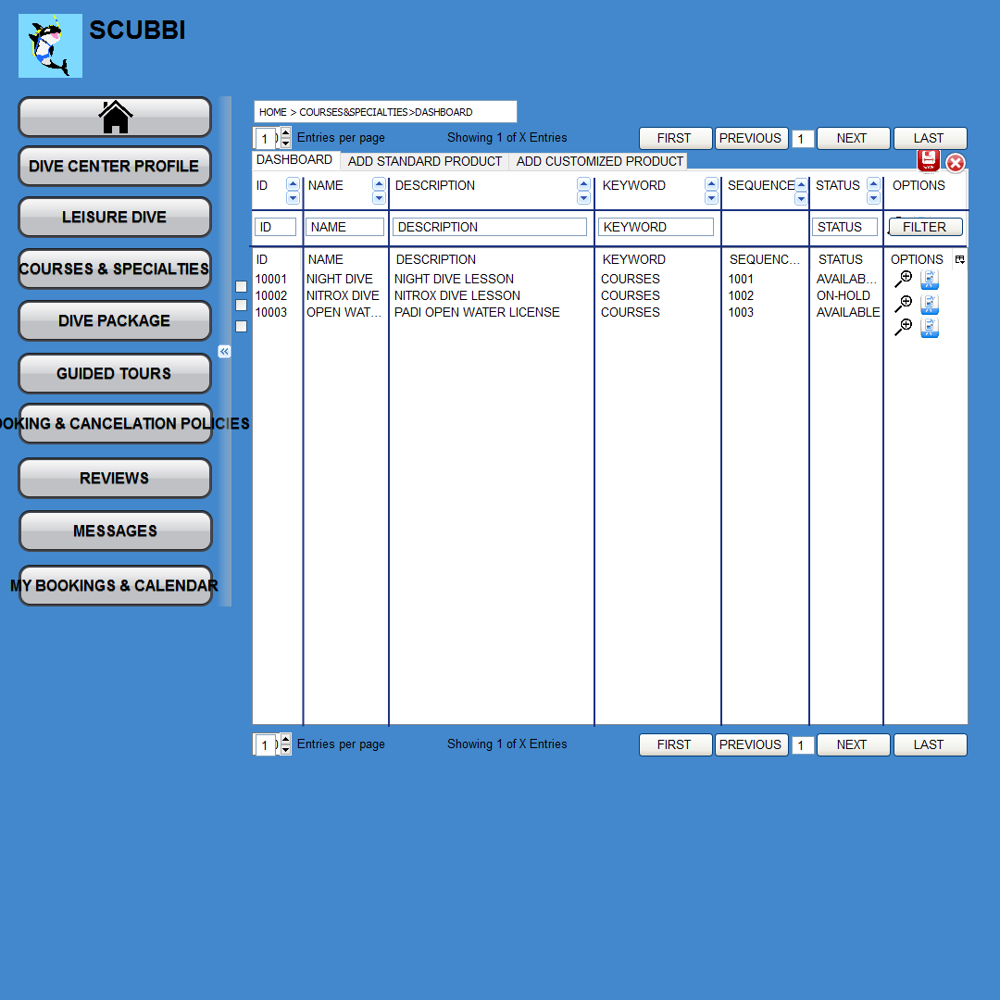 SCUBBI
DIVE CENTER PROFILE
LEISURE DIVE
COURSES & SPECIALTIES
DIVE PACKAGE
GUIDED TOURS
OOKING & CANCELATION POLICIES
REVIEWS
MESSAGES
MY BOOKINGS & CALENDAR
HOME > COURSES&SPECIALTIES>DASHBOARD
1 Entries per page Showing 1 of X Entries FIRST PREVIOUS 1 NEXT LAST
DASHBOARD ADD STANDARD PRODUCT ADD CUSTOMIZED PRODUCT SAVE
ID NAME DESCRIPTION KEYWORD SEQUENCE STATUS OPTIONS
ID NAME DESCRIPTION KEYWORD STATUS FILTER
ID NAME DESCRIPTION KEYWORD SEQUENC... STATUS OPTIONS
10001 NIGHT DIVE NIGHT DIVE LESSON COURSES 1001 AVAILAB...
10002 NITROX DIVE NITROX DIVE LESSON COURSES 1002 ON-HOLD
10003 OPEN WAT... PADI OPEN WATER LICENSE COURSES 1003 AVAILABLE
1 Entries per page Showing 1 of X Entries FIRST PREVIOUS 1 NEXT LAST